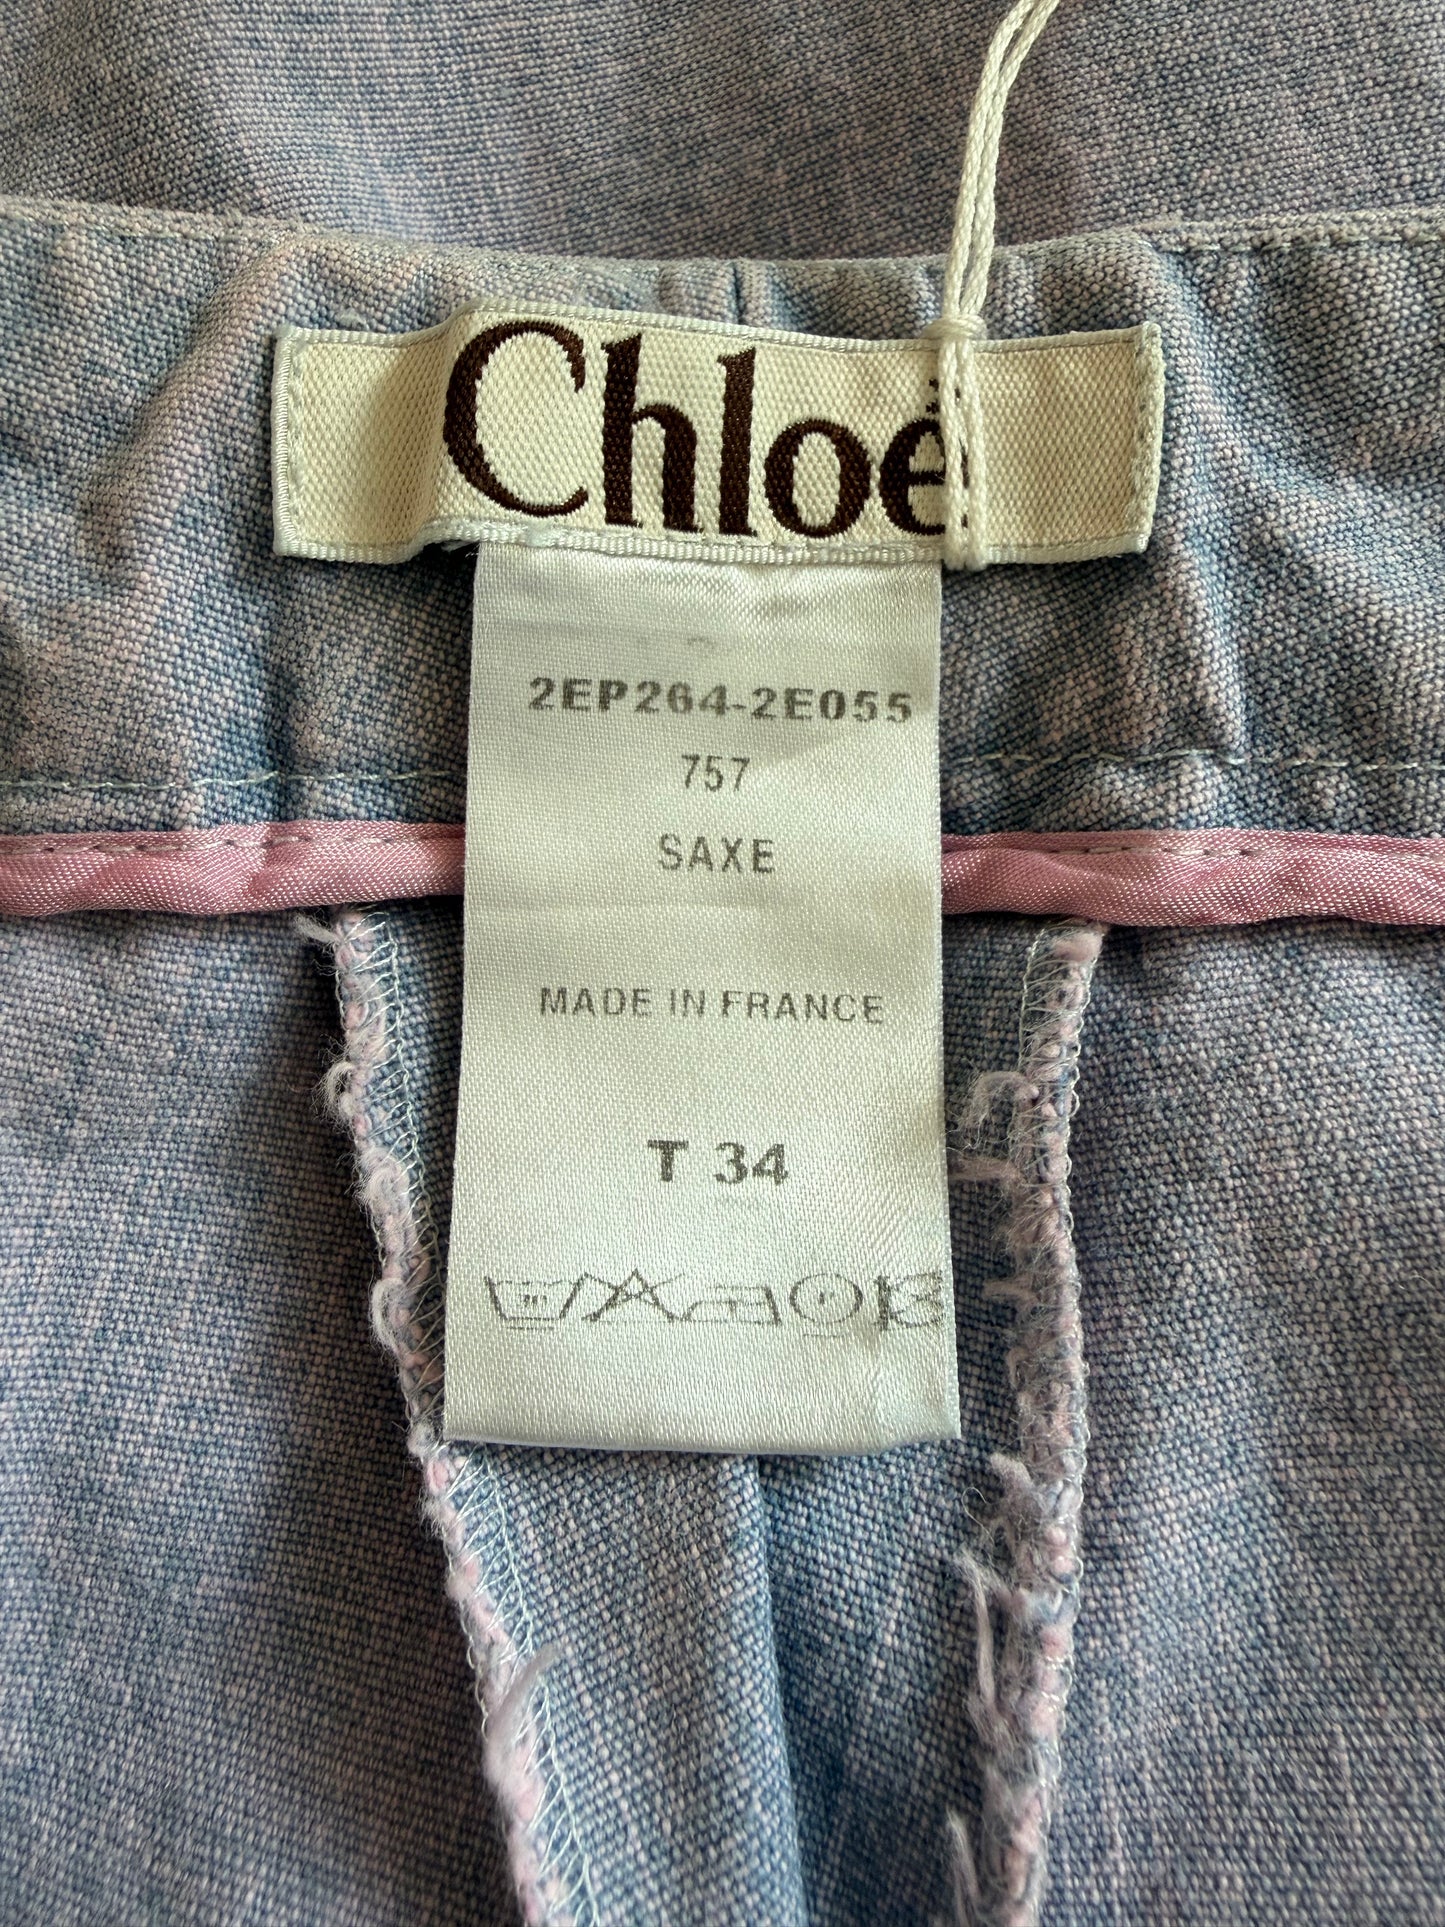 Chloé
2EP264-2E055
757
SAXE
MADE IN FRANCE
T 34